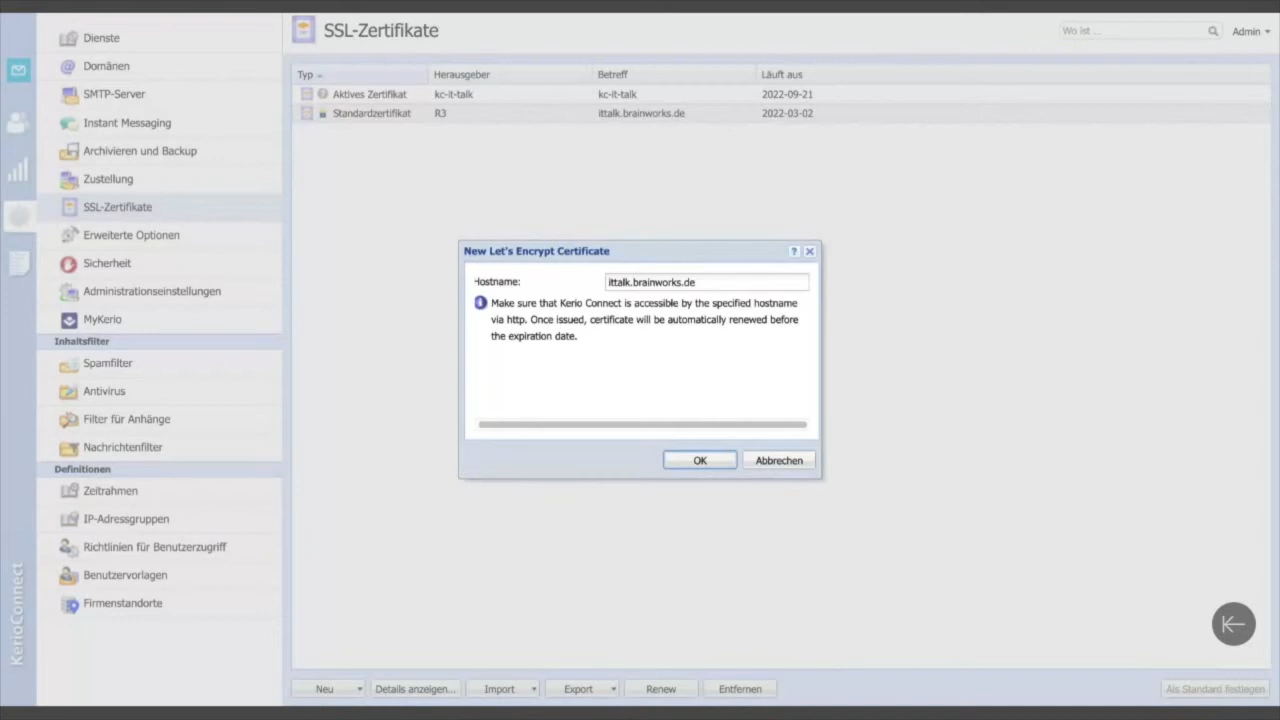 SSL-Zertifikate
Wo ist ...
Admin
Dienste
Domänen
SMTP-Server
Instant Messaging
Archivieren und Backup
Zustellung
SSL-Zertifikate
Erweiterte Optionen
Sicherheit
Administrationseinstellungen
MyKerio
Inhaltsfilter
Spamfilter
Antivirus
Filter für Anhänge
Nachrichtenfilter
Definitionen
Zeitrahmen
IP-Adressgruppen
Richtlinien für Benutzerzugriff
Benutzervorlagen
Firmenstandorte
KerioConnect
Typ Herausgeber Betreff Läuft aus
Aktives Zertifikat kc-it-talk kc-it-talk 2022-09-21
Standardzertifikat R3 ittalk.brainworks.de 2022-03-02
New Let's Encrypt Certificate
Hostname: ittalk.brainworks.de
Make sure that Kerio Connect is accessible by the specified hostname
via http. Once issued, certificate will be automatically renewed before
the expiration date.
OK Abbrechen
Neu Details anzeigen... Import Export Renew Entfernen Als Standard festlegen